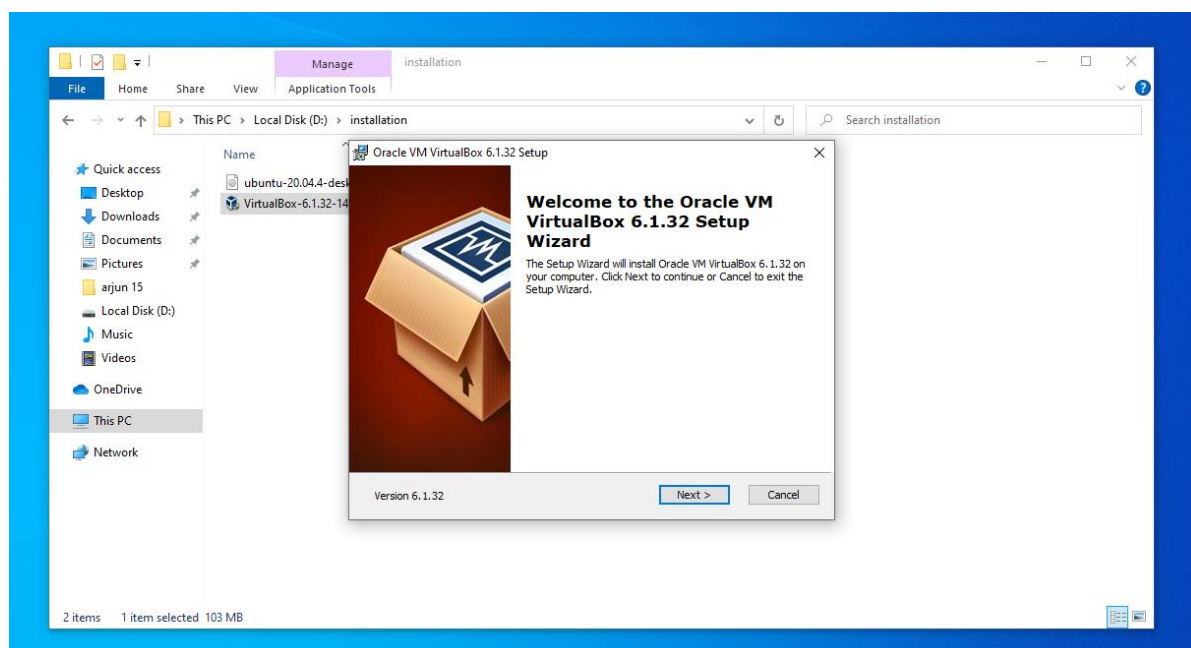 Manage
installation
File
Home
Share
View
Application Tools
This PC > Local Disk (D:) > installation
Search installation
Quick access
Desktop
Downloads
Documents
Pictures
arjun 15
Local Disk (D:)
Music
Videos
OneDrive
This PC
Network
Name
ubuntu-20.04.4-desk
VirtualBox-6.1.32-14
Oracle VM VirtualBox 6.1.32 Setup
Welcome to the Oracle VM
VirtualBox 6.1.32 Setup
Wizard
The Setup Wizard will install Oracle VM VirtualBox 6.1.32 on
your computer. Click Next to continue or Cancel to exit the
Setup Wizard.
Version 6.1.32
Next >
Cancel
2 items
1 item selected 103 MB